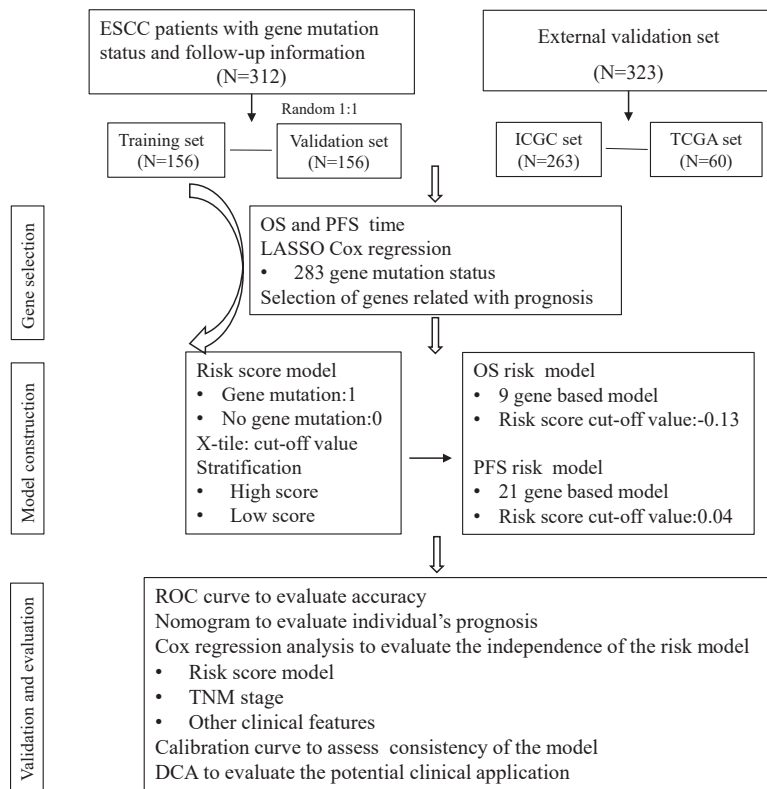 ESCC patients with gene mutation
status and follow-up information
(N=312)
External validation set
(N=323)
Random 1:1
Training set
(N=156)
Validation set
(N=156)
ICGC set
(N=263)
TCGA set
(N=60)
Gene selection
OS and PFS time
LASSO Cox regression
• 283 gene mutation status
Selection of genes related with prognosis
Model construction
Risk score model
• Gene mutation:1
• No gene mutation:0
X-tile: cut-off value
Stratification
• High score
• Low score
OS risk model
• 9 gene based model
• Risk score cut-off value:-0.13
PFS risk model
• 21 gene based model
• Risk score cut-off value:0.04
Validation and evaluation
ROC curve to evaluate accuracy
Nomogram to evaluate individual's prognosis
Cox regression analysis to evaluate the independence of the risk model
• Risk score model
• TNM stage
• Other clinical features
Calibration curve to assess consistency of the model
DCA to evaluate the potential clinical application